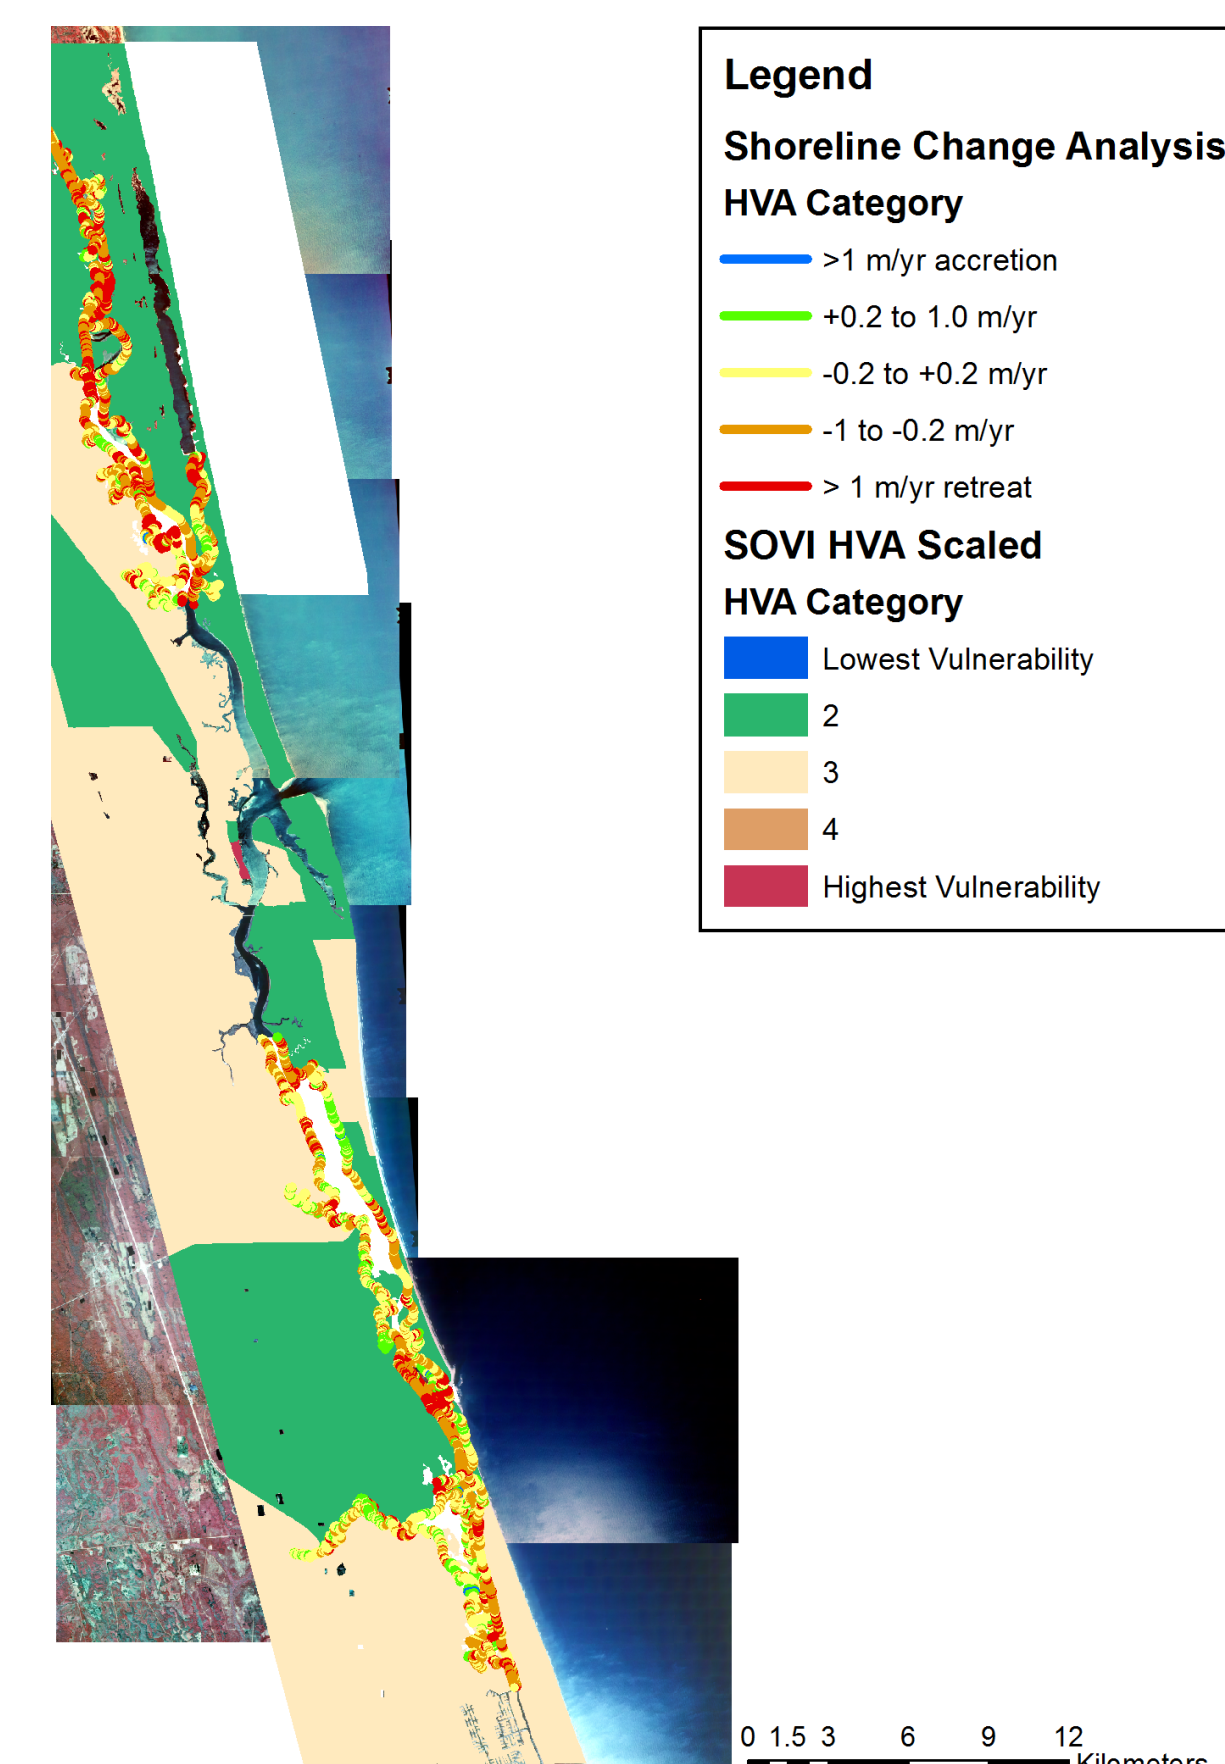 Legend
Shoreline Change Analysis
HVA Category
>1 m/yr accretion
+0.2 to 1.0 m/yr
-0.2 to +0.2 m/yr
-1 to -0.2 m/yr
> 1 m/yr retreat
SOVI HVA Scaled
HVA Category
Lowest Vulnerability
2
3
4
Highest Vulnerability
0 1.5 3 6 9 12
Kilometers